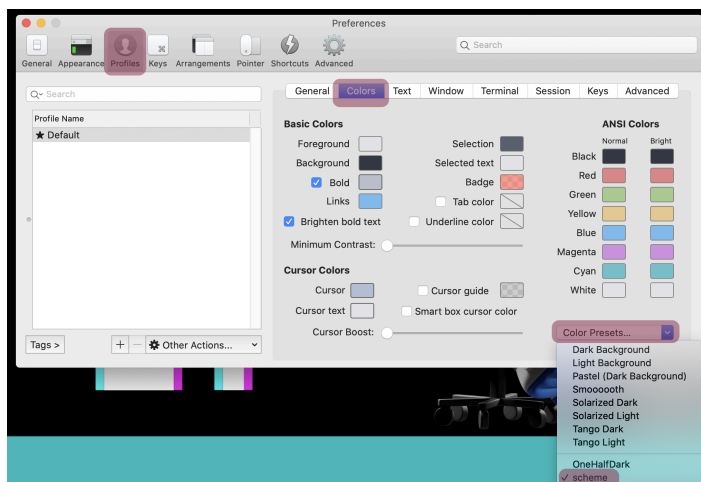 Preferences
General Appearance Profiles Keys Arrangements Pointer Shortcuts Advanced
Search
Search
Profile Name
★ Default
Tags >
+ − Other Actions...
General Colors Text Window Terminal Session Keys Advanced
Basic Colors
Foreground
Background
Bold
Links
Brighten bold text
Minimum Contrast:
Selection
Selected text
Badge
Tab color
Underline color
Cursor Colors
Cursor
Cursor text
Cursor Boost:
Cursor guide
Smart box cursor color
ANSI Colors
Normal Bright
Black
Red
Green
Yellow
Blue
Magenta
Cyan
White
Color Presets...
Dark Background
Light Background
Pastel (Dark Background)
Smoooooth
Solarized Dark
Solarized Light
Tango Dark
Tango Light
OneHalfDark
✓ scheme